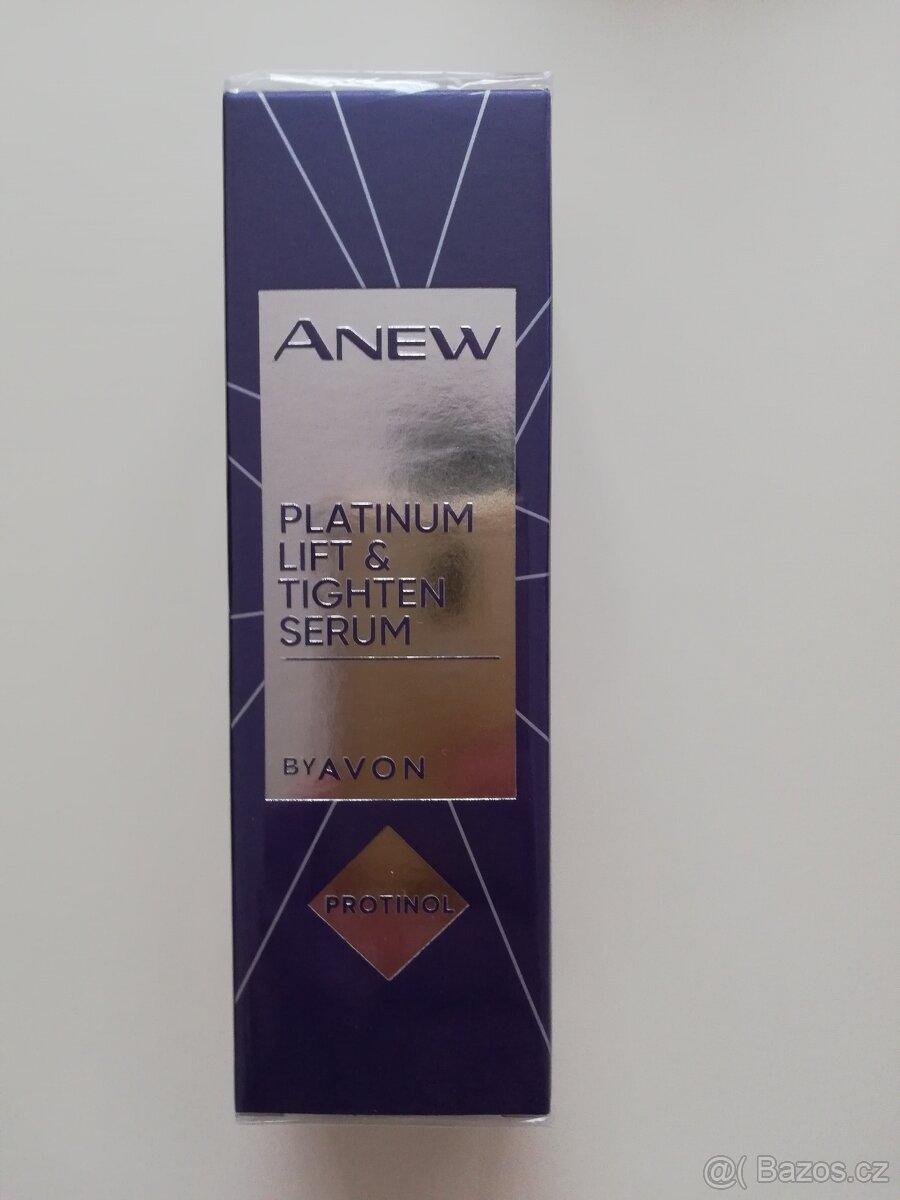 ANEW
PLATINUM
LIFT &
TIGHTEN
SERUM
BY AVON
PROTINOL
@( Bazos.cz